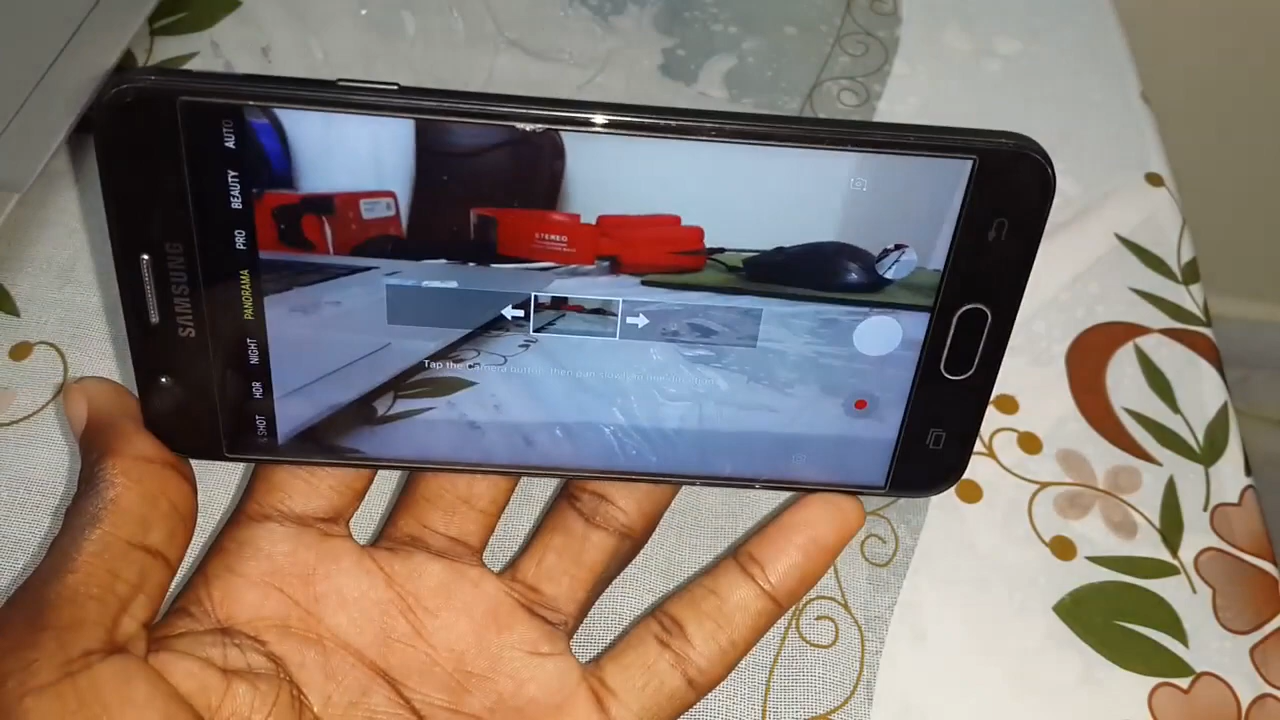 SAMSUNG
AUTO
BEAUTY
PRO
PANORAMA
NIGHT
HDR
SHOT
STEREO
Tap the Camera button, then pan slowly in one direction.